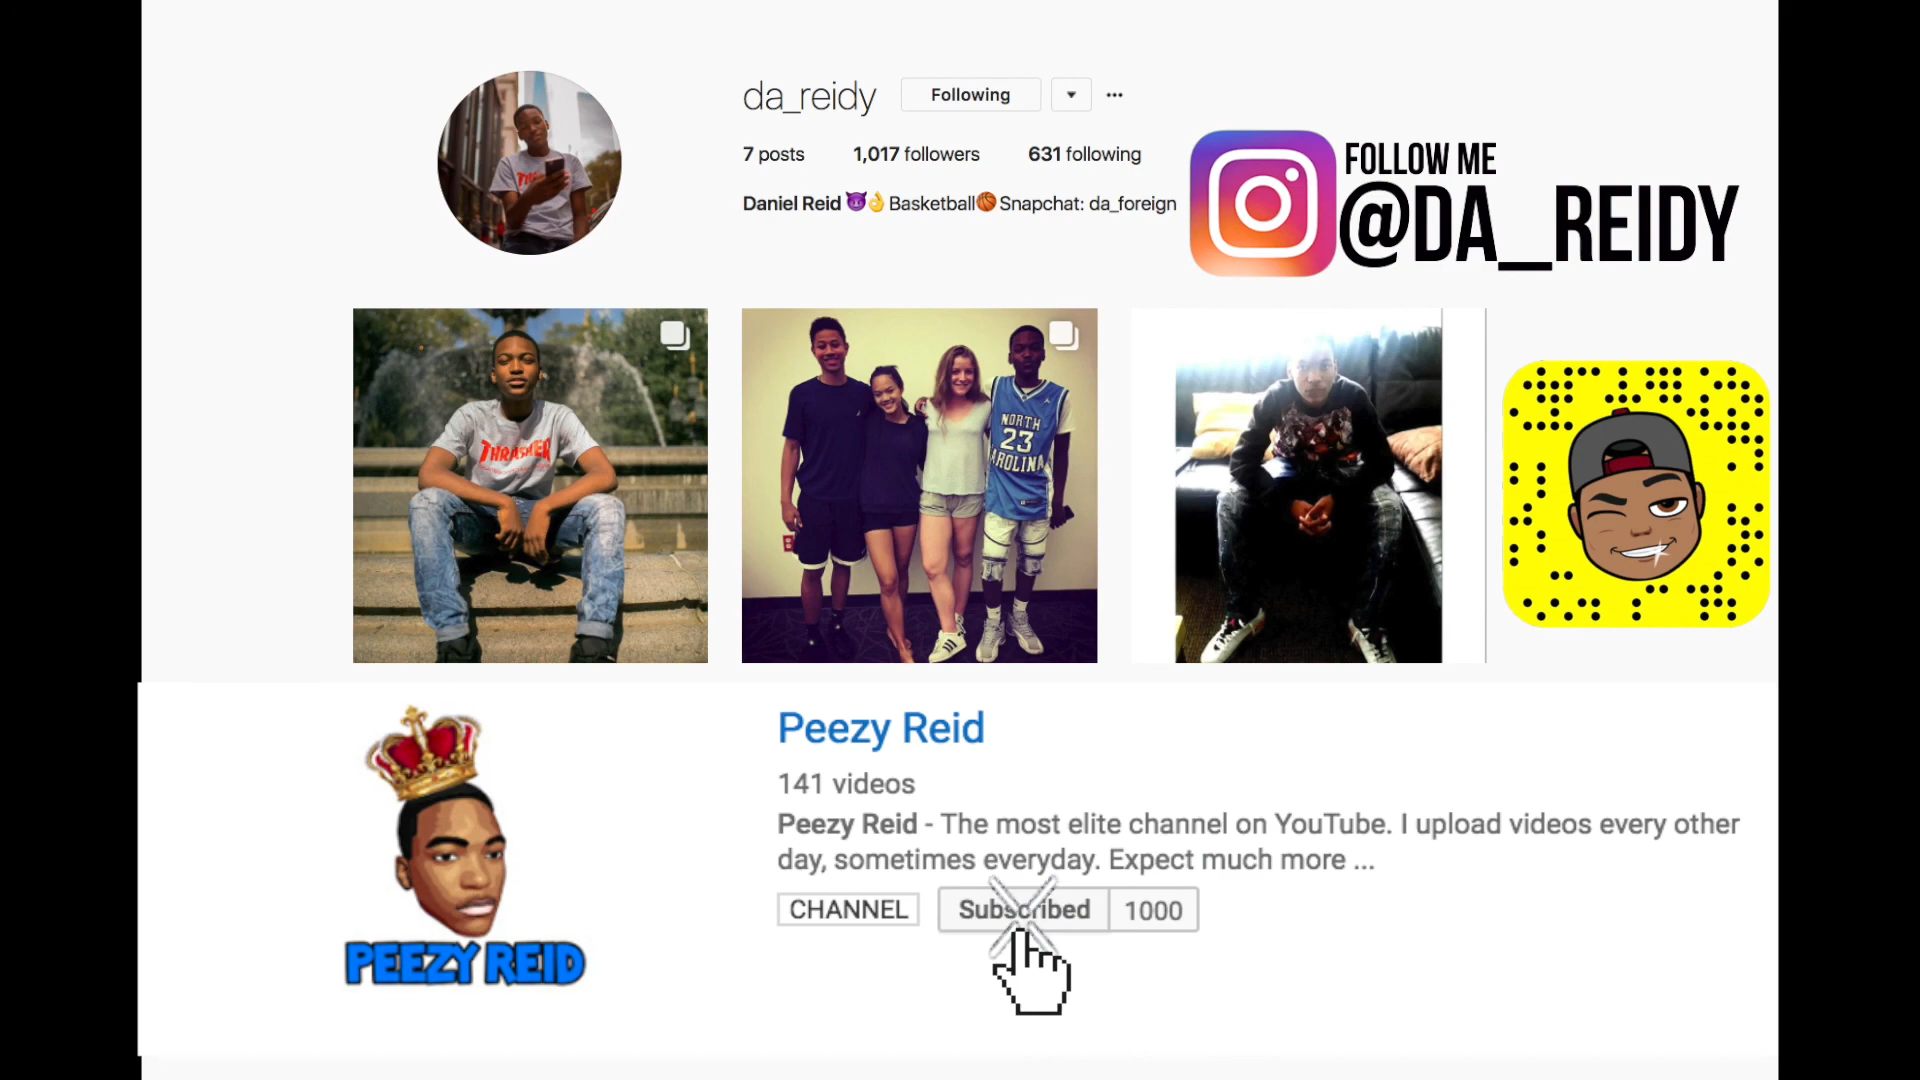 da_reidy
Following
7 posts
1,017 followers
631 following
Daniel Reid 😈👌Basketball🏀Snapchat: da_foreign
FOLLOW ME
@DA_REIDY
THRASHER
NORTH
23
CAROLINA
Peezy Reid
141 videos
Peezy Reid - The most elite channel on YouTube. I upload videos every other
day, sometimes everyday. Expect much more ...
CHANNEL
Subscribed
1000
PEEZY REID